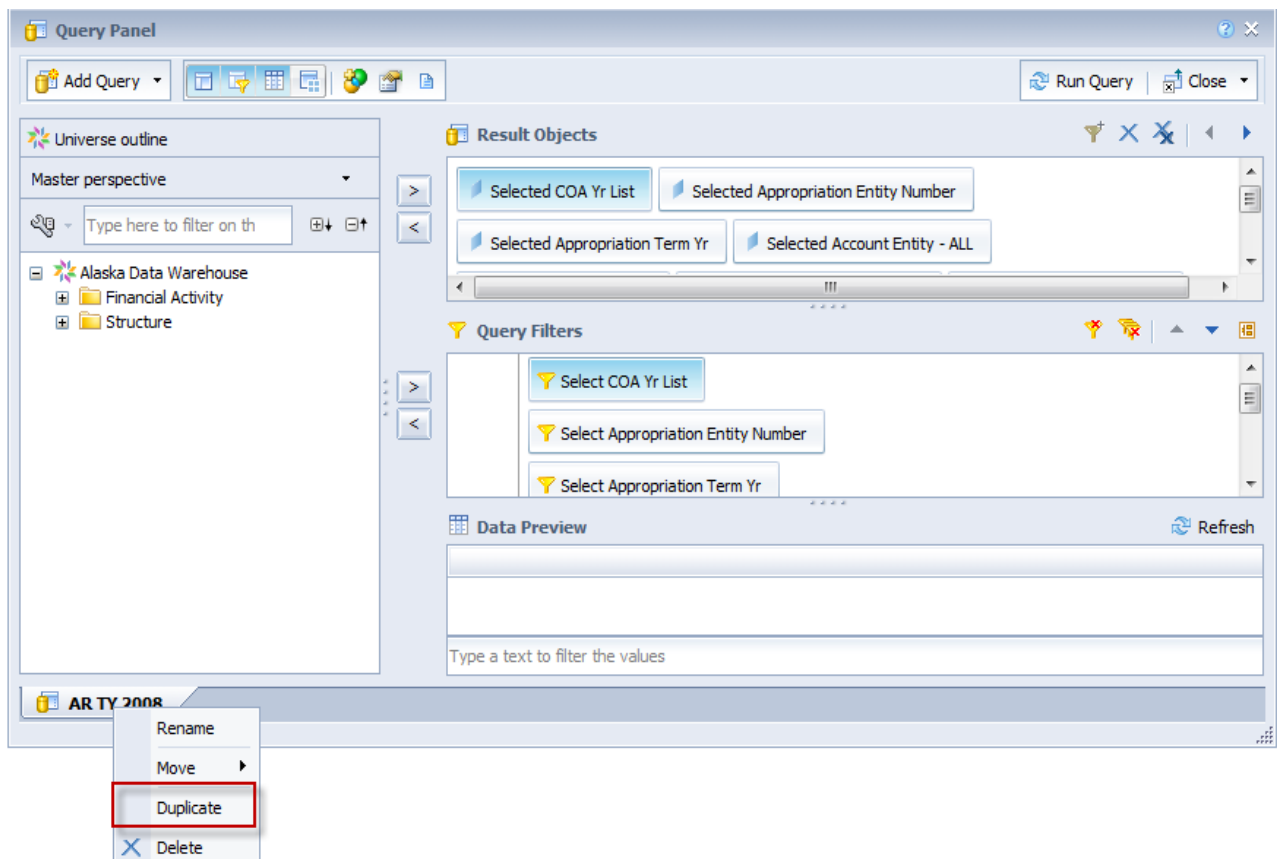 Query Panel
Add Query
Run Query
Close
Universe outline
Master perspective
Type here to filter on th
Alaska Data Warehouse
Financial Activity
Structure
Result Objects
Selected COA Yr List
Selected Appropriation Entity Number
Selected Appropriation Term Yr
Selected Account Entity - ALL
Query Filters
Select COA Yr List
Select Appropriation Entity Number
Select Appropriation Term Yr
Data Preview
Refresh
Type a text to filter the values
AR TY 2008
Rename
Move
Duplicate
Delete